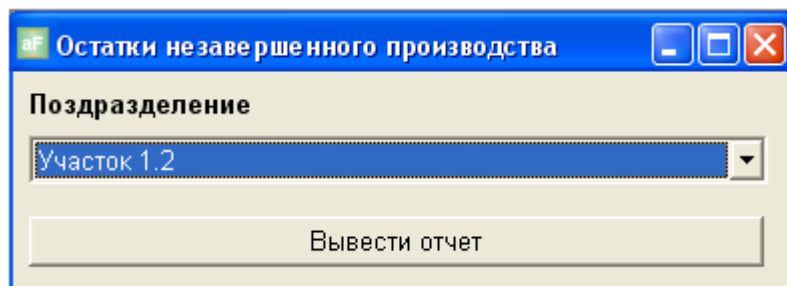 aF Остатки незавершенного производства
Поздразделение
Участок 1.2
Вывести отчет